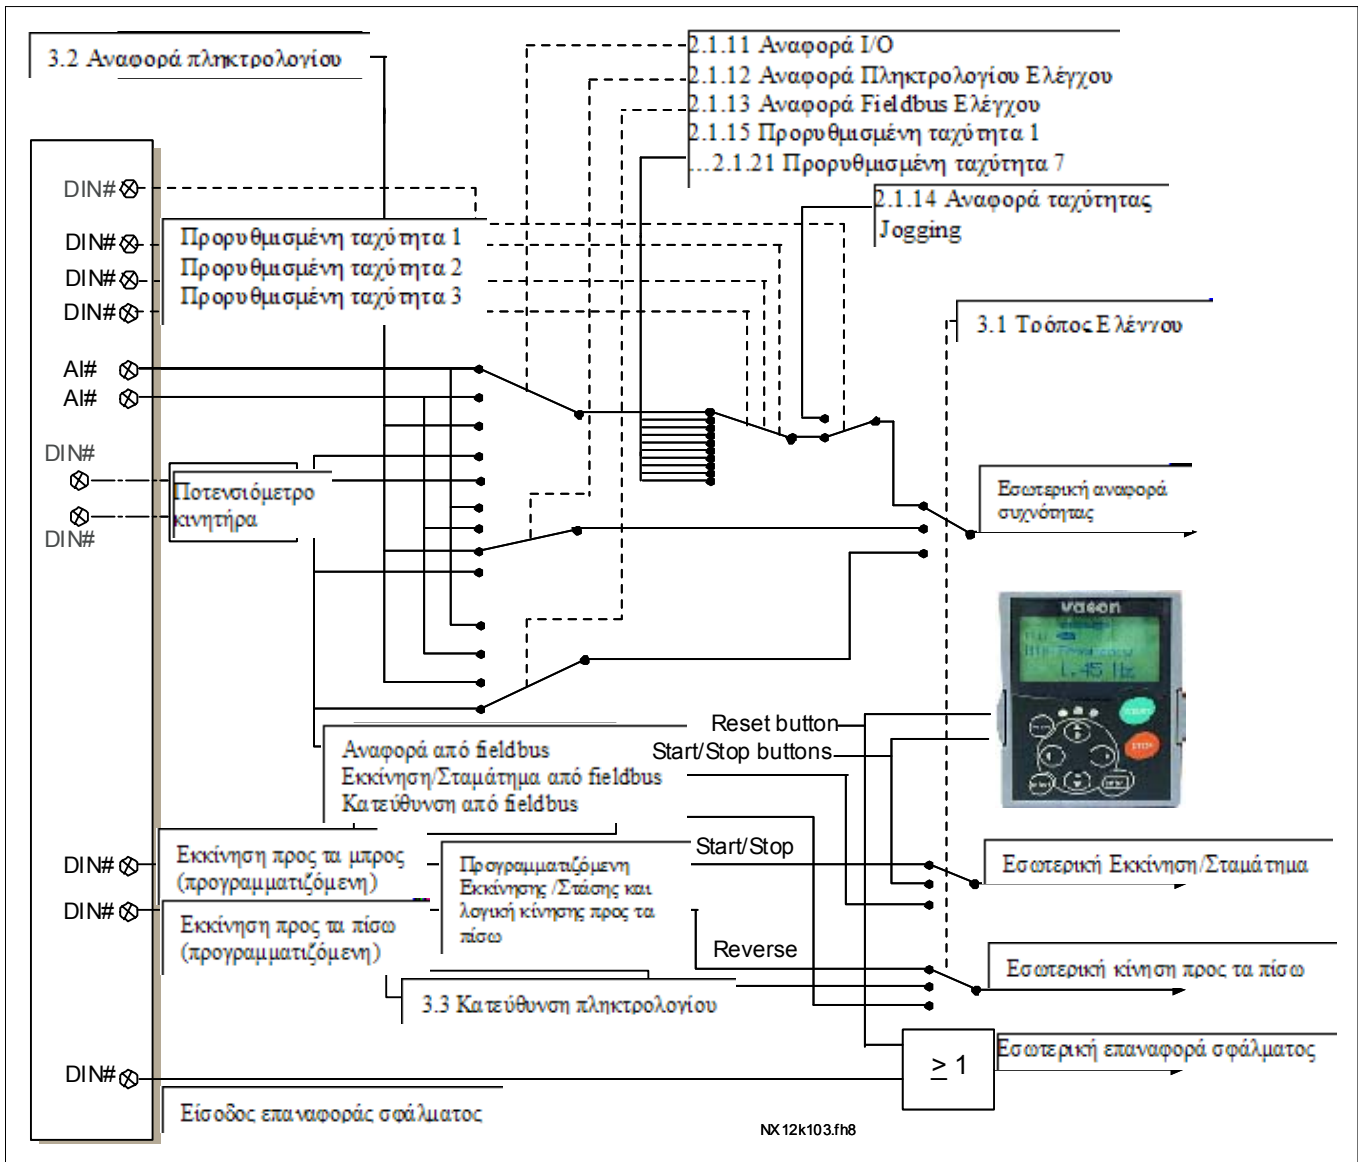 3.2 Αναφορά πληκτρολογίου
2.1.11 Αναφορά I/O
2.1.12 Αναφορά Πληκτρολογίου Ελέγχου
2.1.13 Αναφορά Fieldbus Ελέγχου
2.1.15 Προρυθμισμένη ταχύτητα 1
...2.1.21 Προρυθμισμένη ταχύτητα 7
2.1.14 Αναφορά ταχύτητας
Jogging
DIN#
DIN#
DIN#
DIN#
Προρυθμισμένη ταχύτητα 1
Προρυθμισμένη ταχύτητα 2
Προρυθμισμένη ταχύτητα 3
3.1 Τρόπος Ελέγχου
AI#
AI#
DIN#
DIN#
Ποτενσιόμετρο
κινητήρα
Εσωτερική αναφορά
συχνότητας
vacon
1.45 Hz
START
STOP
Reset button
Start/Stop buttons
Αναφορά από fieldbus
Εκκίνηση/Σταμάτημα από fieldbus
Κατεύθυνση από fieldbus
DIN#
Εκκίνηση προς τα μπρος
(προγραμματιζόμενη)
Προγραμματιζόμενη
Εκκίνησης /Στάσης και
λογική κίνησης προς τα
πίσω
Start/Stop
Εσωτερική Εκκίνηση/Σταμάτημα
DIN#
Εκκίνηση προς τα πίσω
(προγραμματιζόμενη)
Reverse
Εσωτερική κίνηση προς τα πίσω
3.3 Κατεύθυνση πληκτρολογίου
DIN#
≥ 1
Εσωτερική επαναφορά σφάλματος
Είσοδος επαναφοράς σφάλματος
NX12k103.fh8